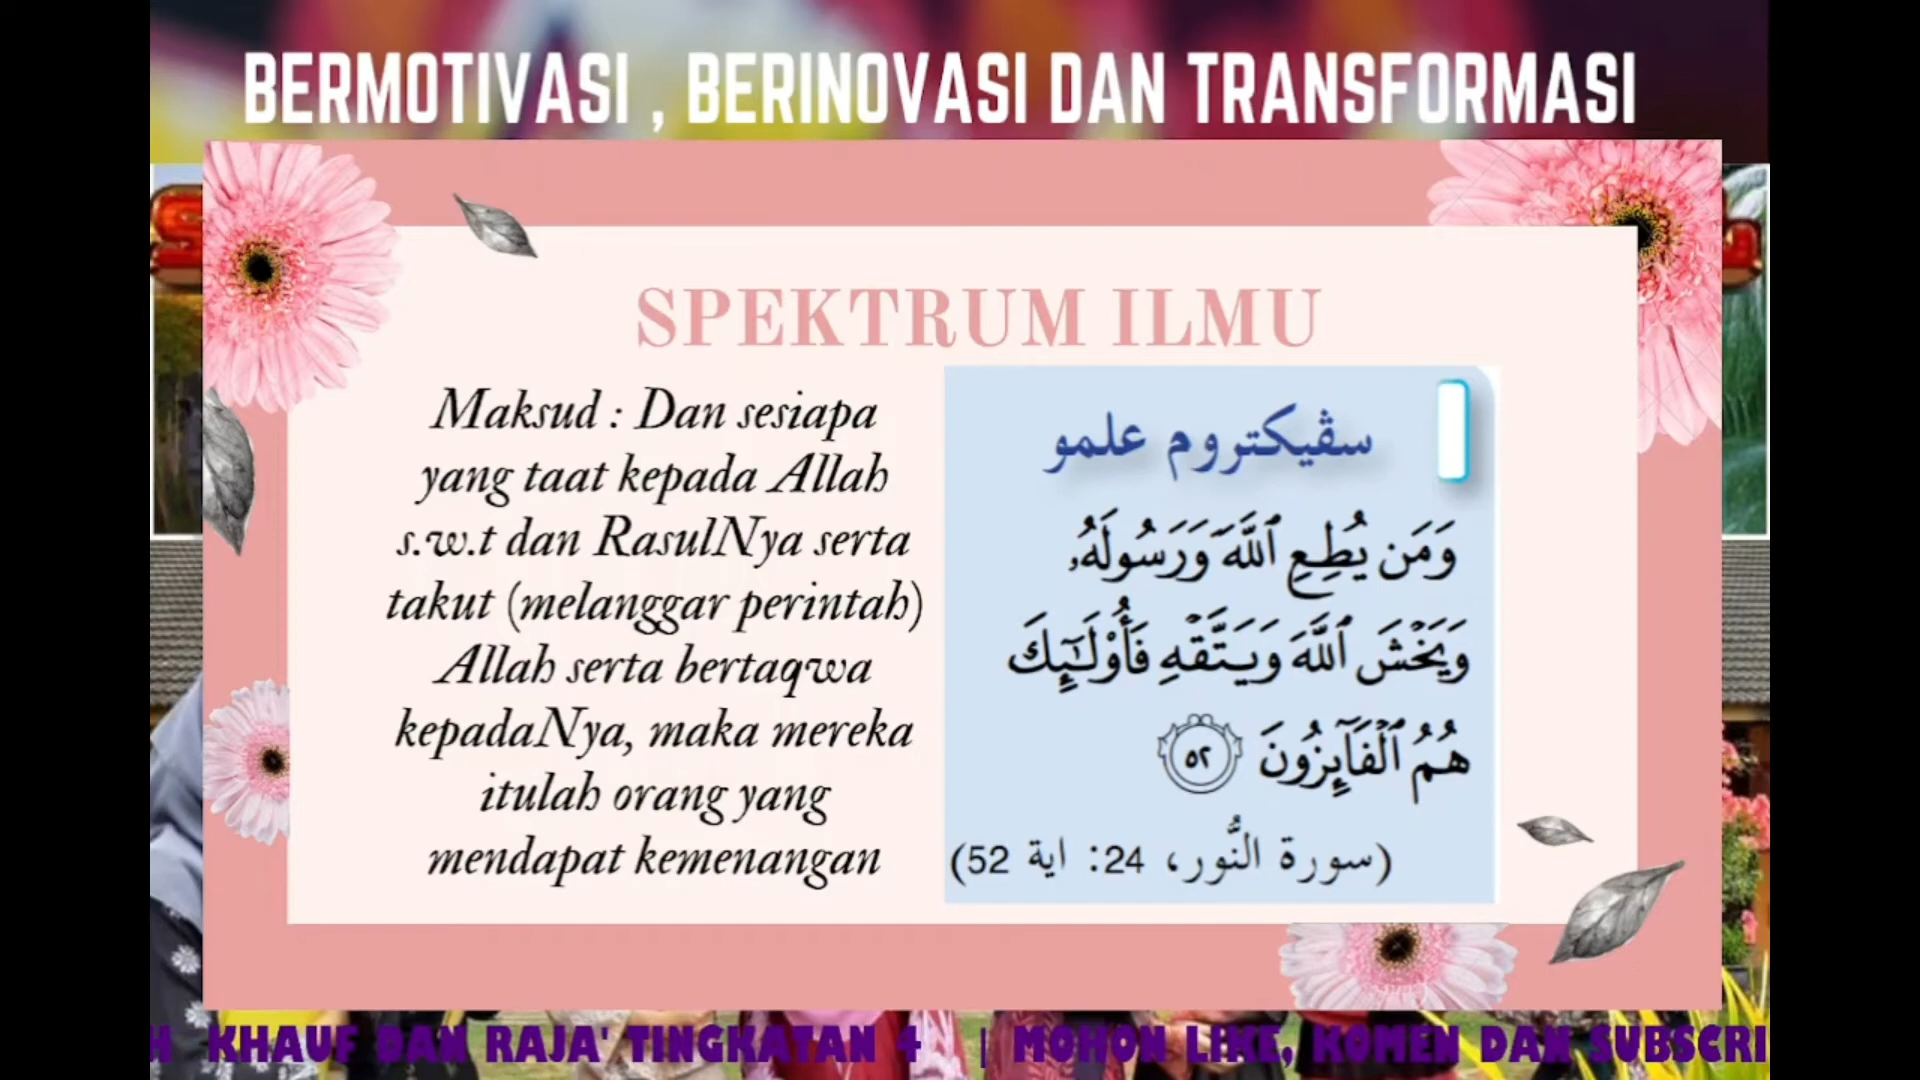 BERMOTIVASI , BERINOVASI DAN TRANSFORMASI
SPEKTRUM ILMU
Maksud : Dan sesiapa
yang taat kepada Allah
s.w.t dan RasulNya serta
takut (melanggar perintah)
Allah serta bertaqwa
kepadaNya, maka mereka
itulah orang yang
mendapat kemenangan
سڤيكتروم علمو
وَمَن يُطِعِ ٱللَّهَ وَرَسُولَهُۥ
وَيَخْشَ ٱللَّهَ وَيَتَّقْهِ فَأُو۟لَـٰٓئِكَ
هُمُ ٱلْفَآئِزُونَ ٥٢
(سورة النُّور، 24: اية 52)
H KHAUF DAN RAJA' TINGKATAN 4 | MOHON LIKE, KOMEN DAN SUBSCRI